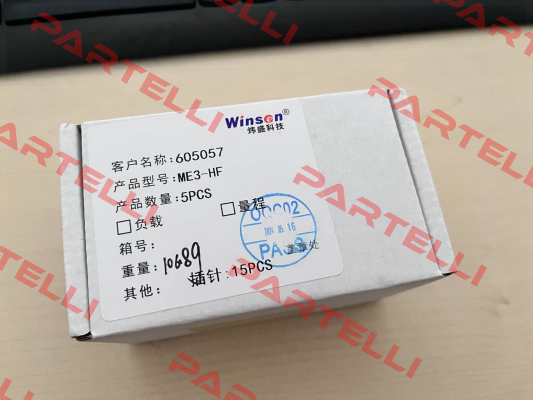 PARTELLI
Winsen®
炜盛科技
客户名称:605057
产品型号:ME3-HF
产品数量:5PCS
□负载 □量程
箱号:
重量:10689
其他: 插针:15PCS
PARTELLI
PARTELLI
PARTELLI